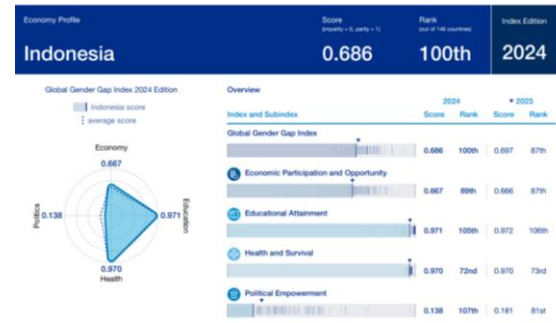 Economy Profile
Score
(imparity = 0, parity = 1)
Rank
(out of 146 countries)
Index Edition
Indonesia
0.686
100th
2024
Global Gender Gap Index 2024 Edition
Indonesia score
average score
Economy
0.667
Politics
0.138
0.971
Education
0.970
Health
Overview
2024
2023
Index and Subindex
Score
Rank
Score
Rank
Global Gender Gap Index
0.686 100th 0.697 87th
Economic Participation and Opportunity
0.667 89th 0.666 87th
Educational Attainment
0.971 105th 0.972 106th
Health and Survival
0.970 72nd 0.970 73rd
Political Empowerment
0.138 107th 0.181 81st